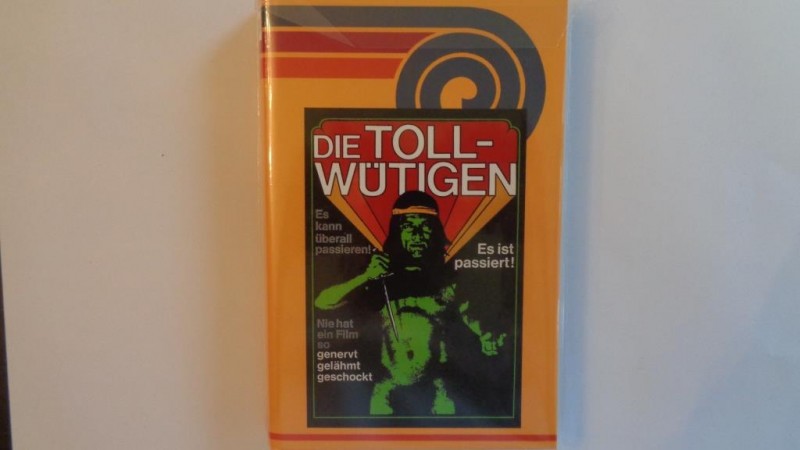 DIE TOLL-
WÜTIGEN
Es
kann
überall
passieren!
Es ist
passiert!
Nie hat
ein Film
so
genervt
gelähmt
geschockt